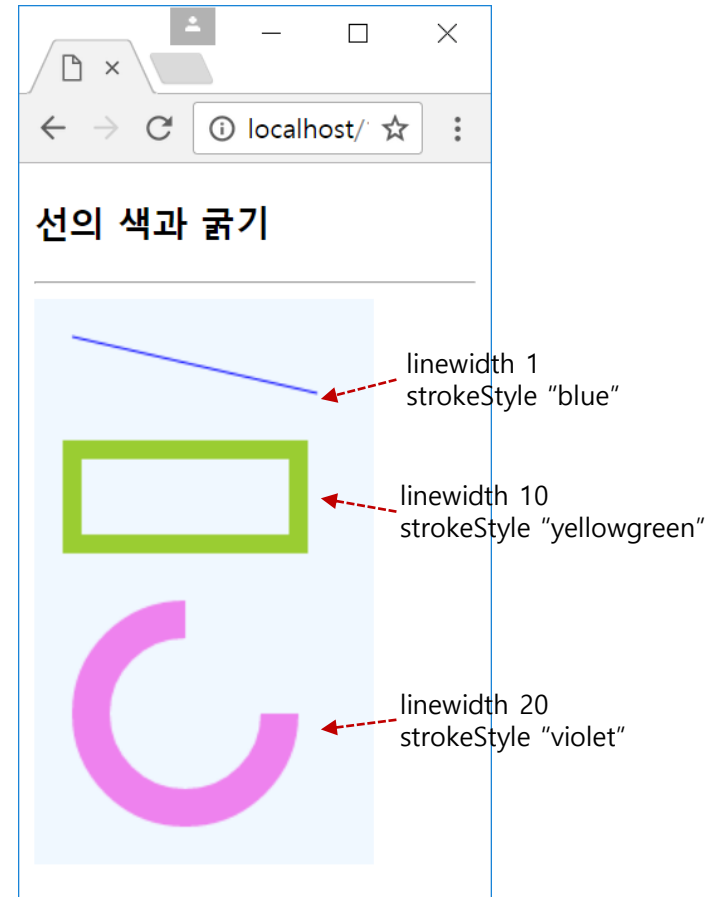 localhost/
선의 색과 굵기
linewidth 1
strokeStyle "blue"
linewidth 10
strokeStyle "yellowgreen"
linewidth 20
strokeStyle "violet"